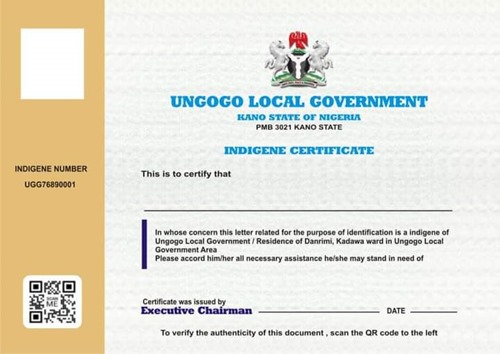 UNGOGO LOCAL GOVERNMENT
KANO STATE OF NIGERIA
PMB 3021 KANO STATE
INDIGENE CERTIFICATE
INDIGENE NUMBER
UGG76890001
This is to certify that
In whose concern this letter related for the purpose of identification is a indigene of
Ungogo Local Government / Residence of Danrimi, Kadawa ward in Ungogo Local
Government Area
Please accord him/her all necessary assistance he/she may stand in need of
SCAN
ME
Certificate was issued by
Executive Chairman
DATE
To verify the authenticity of this document , scan the QR code to the left